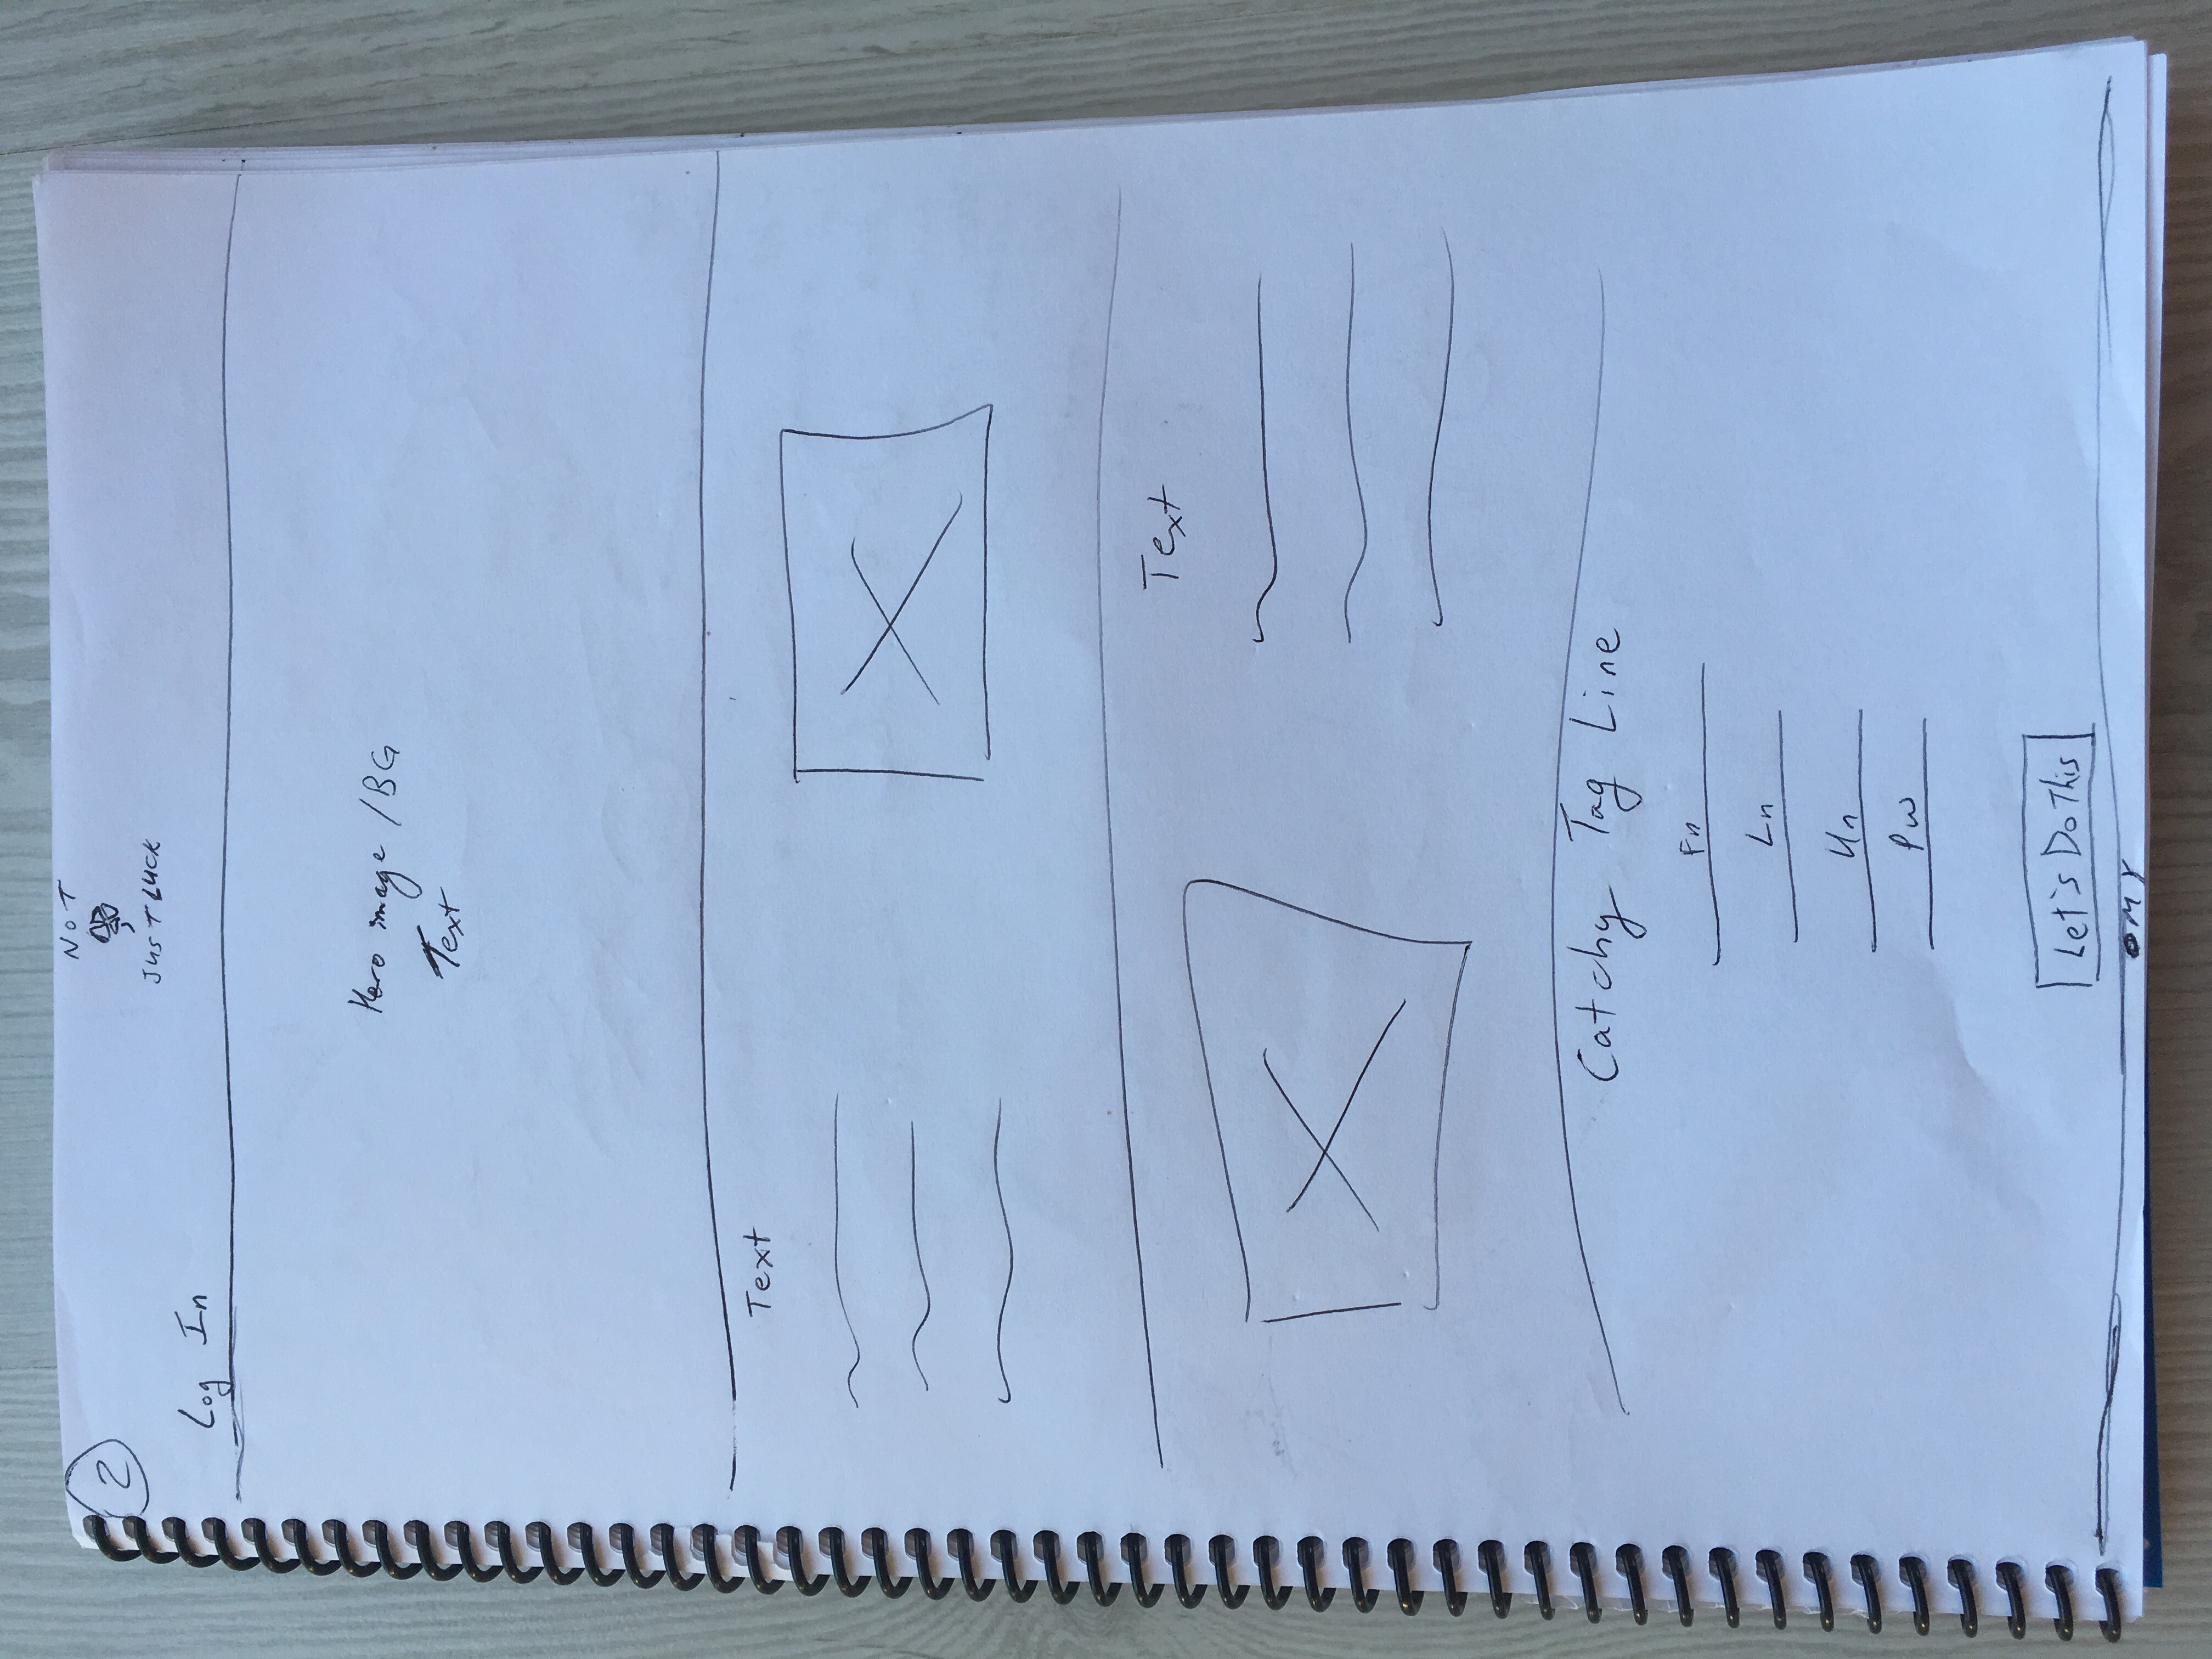 2
NOT
JUST LUCK
Log In
Hero image / BG
Text
Text
Text
Catchy Tag Line
Fn
Ln
Un
Pw
Let's Do This